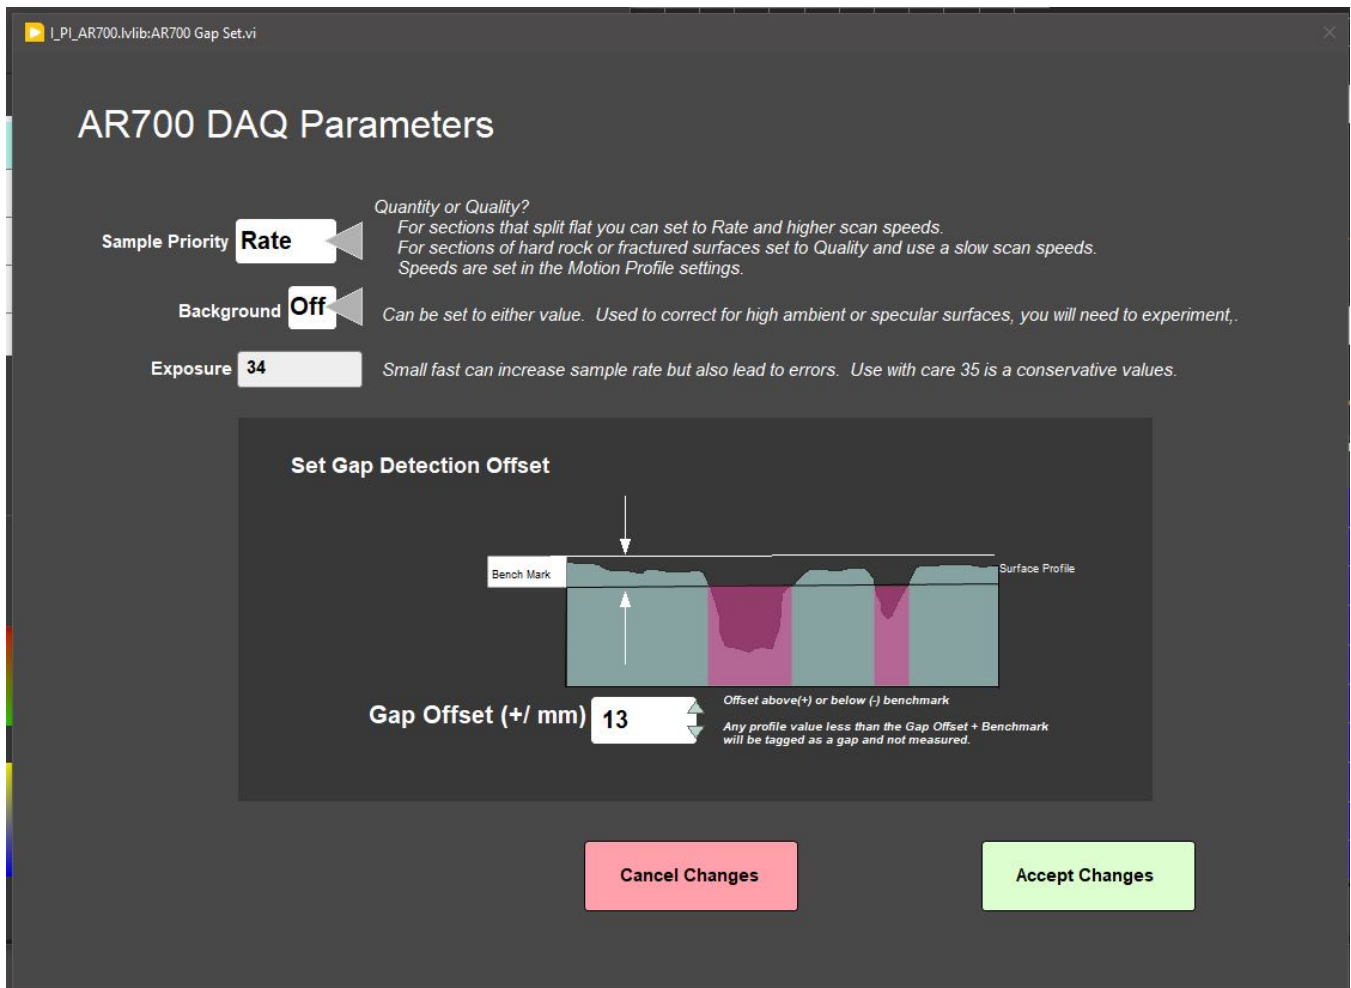 I_PI_AR700.lvlib:AR700 Gap Set.vi
AR700 DAQ Parameters
Quantity or Quality?
Sample Priority Rate
For sections that split flat you can set to Rate and higher scan speeds.
For sections of hard rock or fractured surfaces set to Quality and use a slow scan speeds.
Speeds are set in the Motion Profile settings.
Background Off
Can be set to either value. Used to correct for high ambient or specular surfaces, you will need to experiment,.
Exposure 34
Small fast can increase sample rate but also lead to errors. Use with care 35 is a conservative values.
Set Gap Detection Offset
Bench Mark
Surface Profile
Gap Offset (+/ mm) 13
Offset above(+) or below (-) benchmark
Any profile value less than the Gap Offset + Benchmark
will be tagged as a gap and not measured.
Cancel Changes
Accept Changes